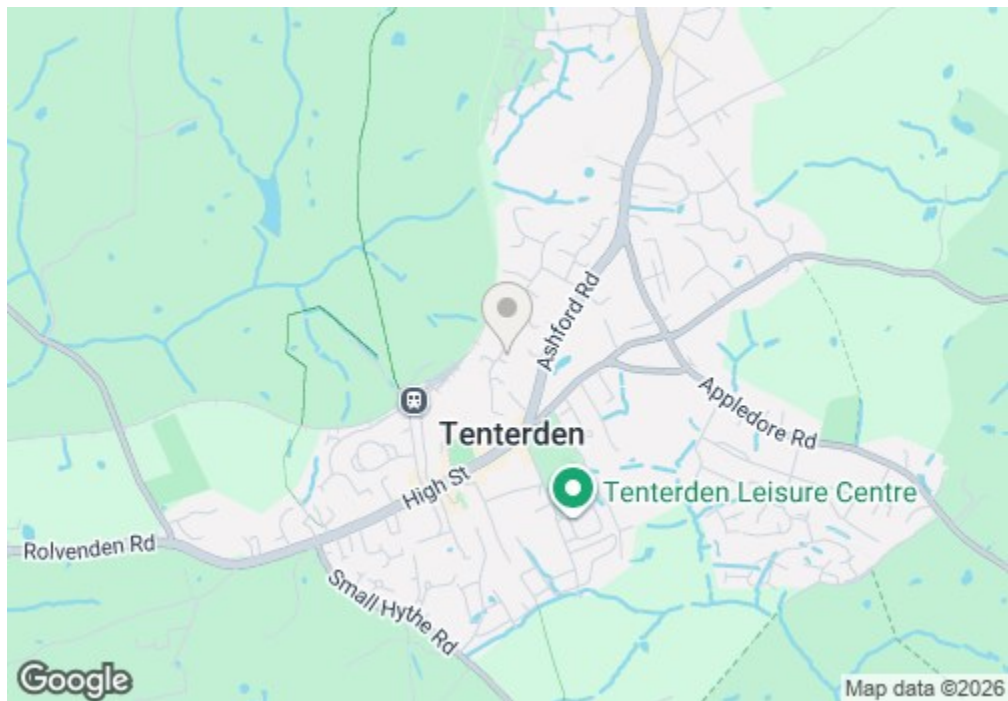 Ashford Rd
Appledore Rd
Tenterden
High St
Tenterden Leisure Centre
Rolvenden Rd
Small Hythe Rd
Google
Map data ©2026